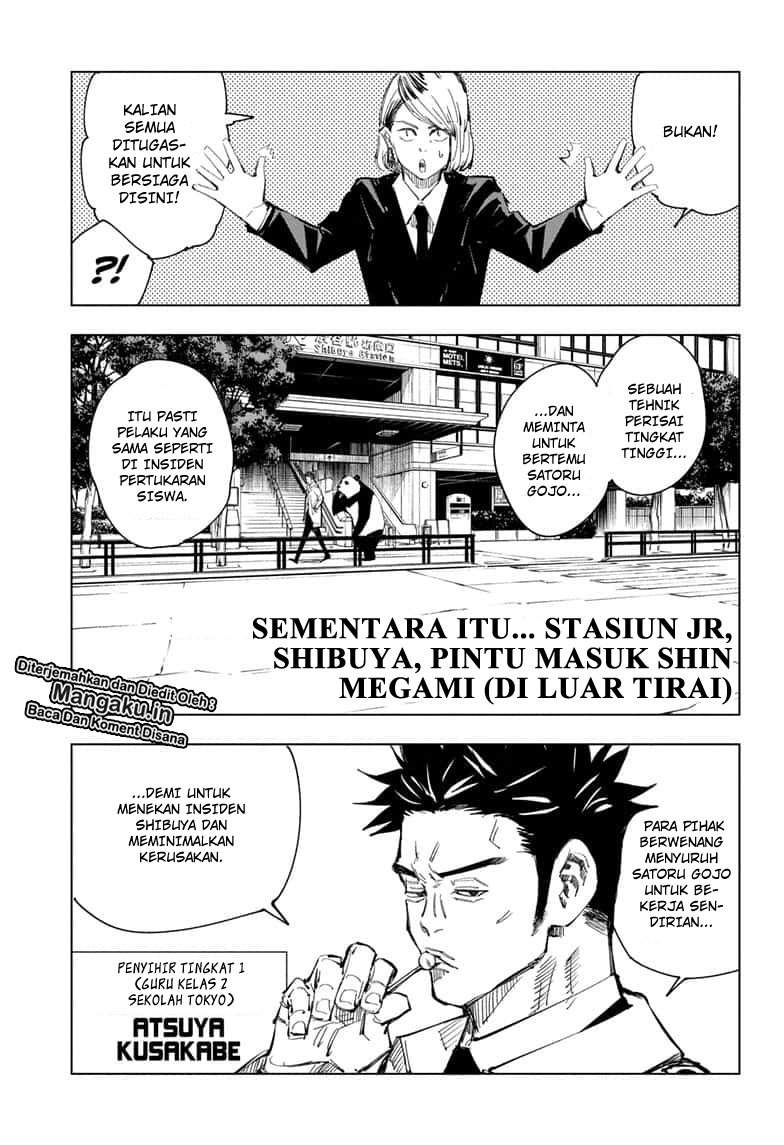 BUKAN!
KALIAN
SEMUA
DITUGAS-
KAN UNTUK
BERSIAGA
DISINI!
?!
SEBUAH
TEHNIK
PERISAI
TINGKAT
TINGGI...
...DAN
MEMINTA
UNTUK
BERTEMU
SATORU
GOJO...
ITU PASTI
PELAKU YANG
SAMA SEPERTI
DI INSIDEN
PERTUKARAN
SISWA.
Shibuya Station
MOTEL
METS
SEMENTARA ITU... STASIUN JR,
SHIBUYA, PINTU MASUK SHIN
MEGAMI (DI LUAR TIRAI)
Diterjemahkan dan Diedit Oleh :
Mangaku.in
Baca Dan Koment Disana
PARA PIHAK
BERWENANG
MENYURUH
SATORU GOJO
UNTUK BE-
KERJA SEN-
DIRIAN...
...DEMI UNTUK
MENEKAN INSIDEN
SHIBUYA DAN
MEMINIMALKAN
KERUSAKAN.
PENYIHIR TINGKAT 1
(GURU KELAS 2
SEKOLAH TOKYO)
ATSUYA
KUSAKABE